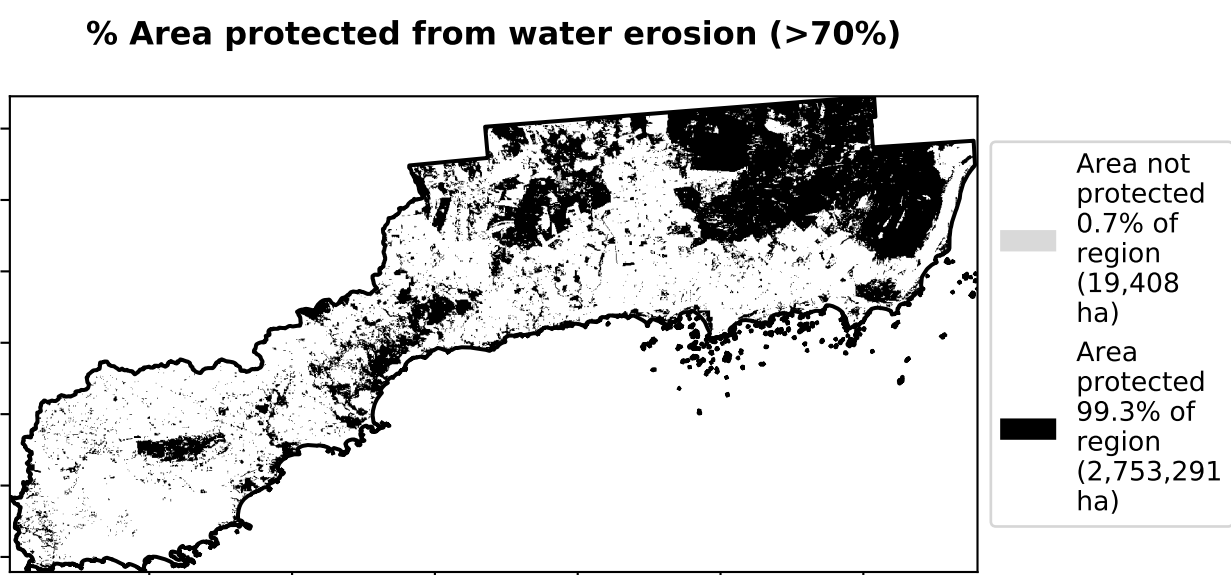 % Area protected from water erosion (>70%)
Area not
protected
0.7% of
region
(19,408
ha)
Area
protected
99.3% of
region
(2,753,291
ha)